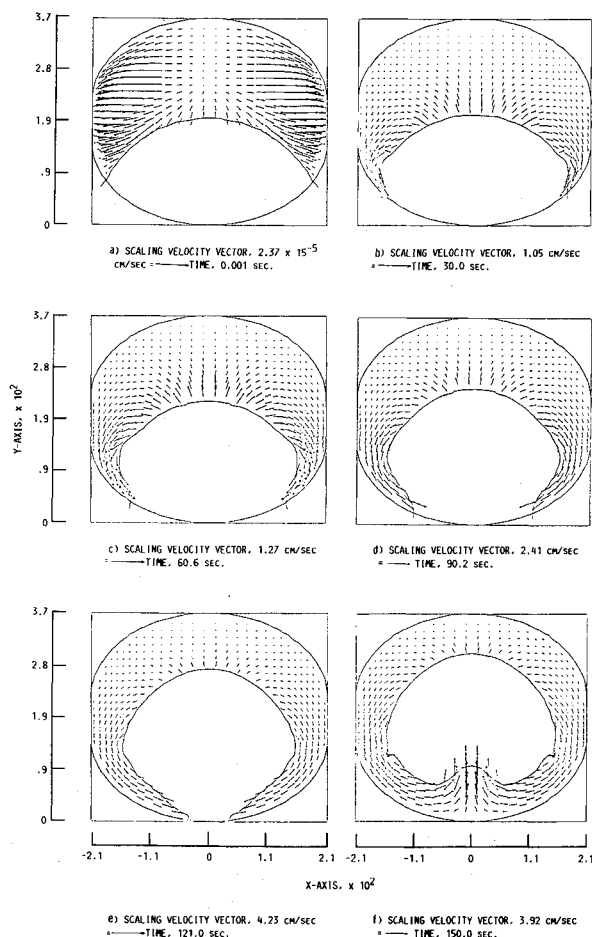 3.7
2.8
1.9
.9
0
a) SCALING VELOCITY VECTOR, 2.37 x 10⁻⁵
CM/SEC = TIME, 0.001 SEC.
b) SCALING VELOCITY VECTOR, 1.05 CM/SEC
= TIME, 30.0 SEC.
Y-AXIS, x 10²
3.7
2.8
1.9
.9
0
c) SCALING VELOCITY VECTOR, 1.27 CM/SEC
= TIME, 60.6 SEC.
d) SCALING VELOCITY VECTOR, 2.41 CM/SEC
= TIME, 90.2 SEC.
3.7
2.8
1.9
.9
0
-2.1 -1.1 0 1.1 2.1 -2.1 -1.1 0 1.1 2.1
X-AXIS, x 10²
e) SCALING VELOCITY VECTOR, 4.23 CM/SEC
= TIME, 121.0 SEC.
f) SCALING VELOCITY VECTOR, 3.92 CM/SEC
= TIME, 150.0 SEC.